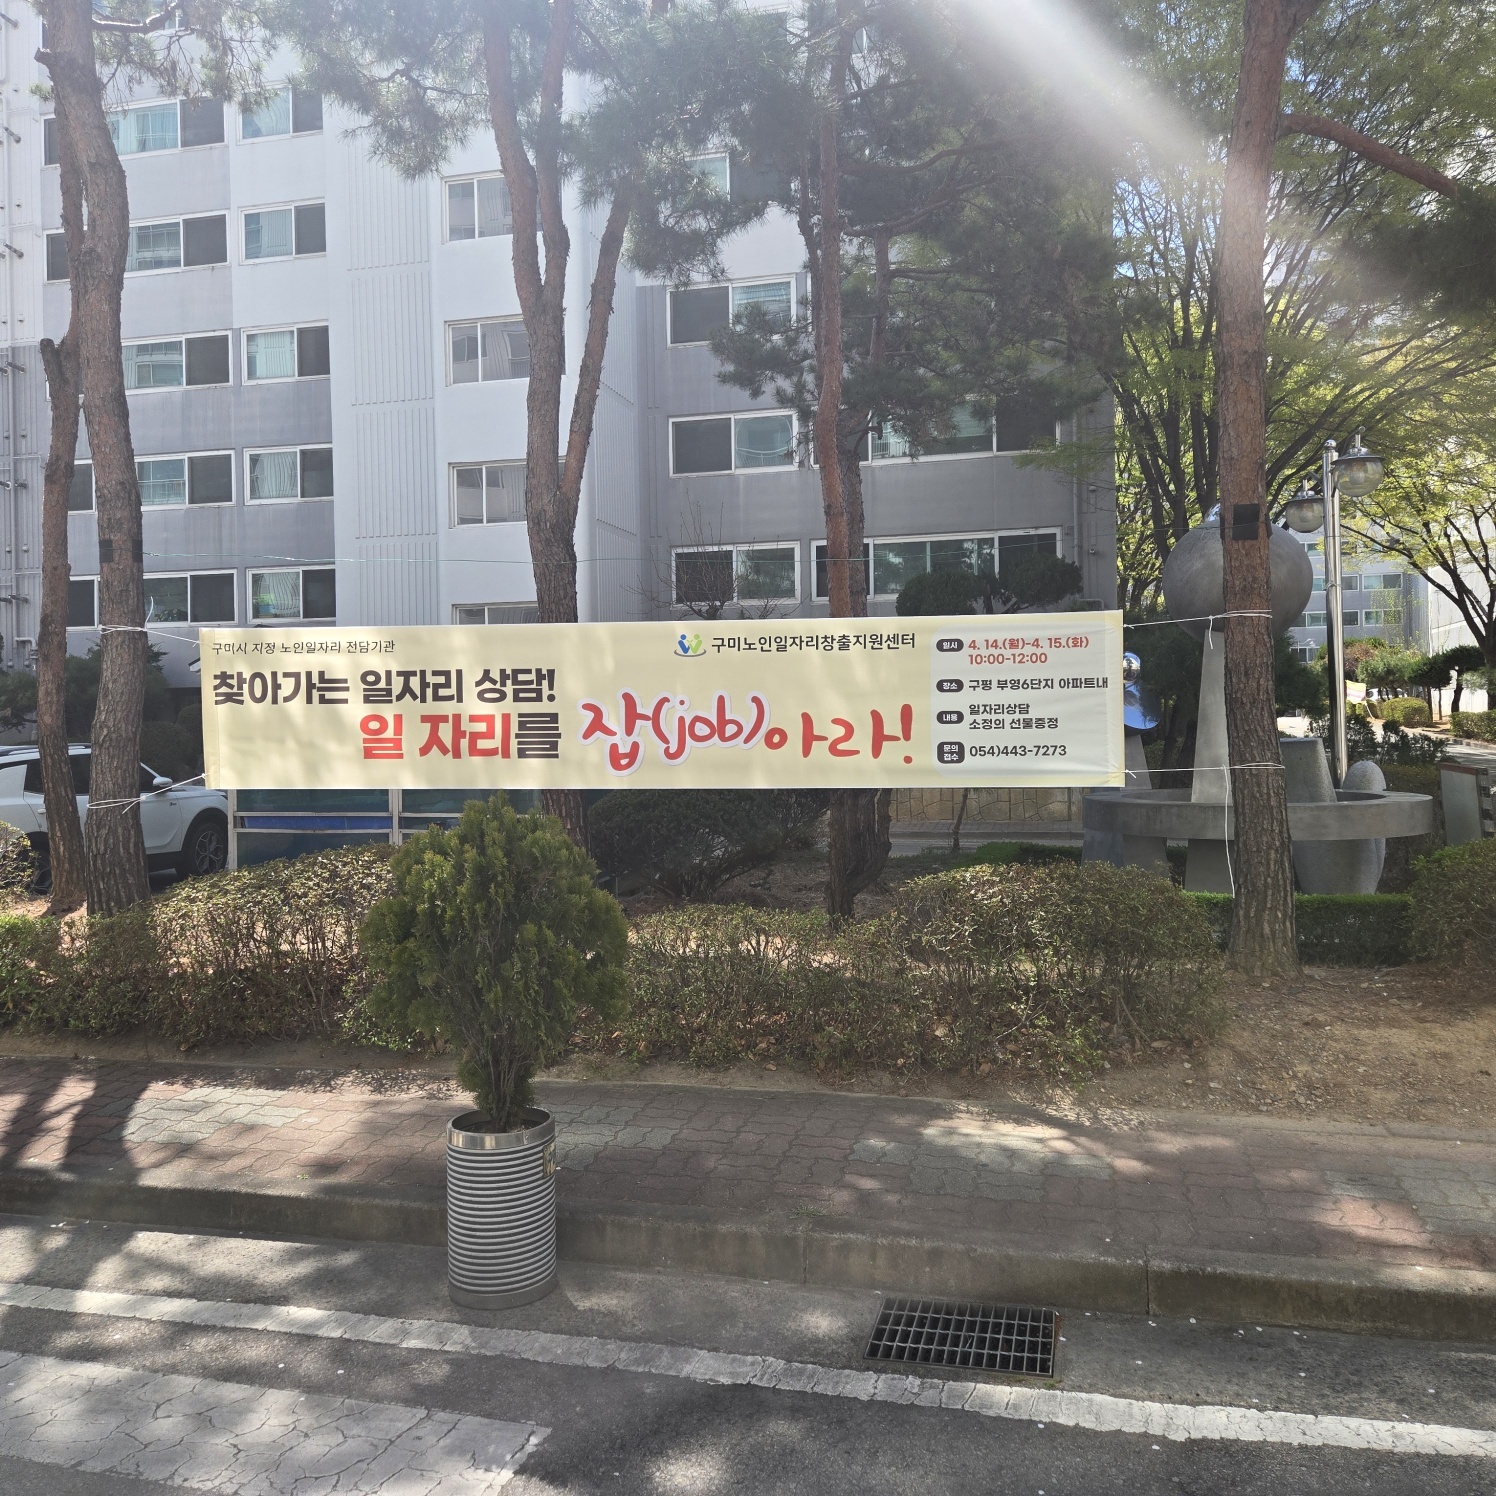 구미시 지정 노인일자리 전담기관
찾아가는 일자리 상담!
일 자리를 잡(job)아라!
구미노인일자리창출지원센터
일시 4. 14.(월)-4. 15.(화)
10:00-12:00
장소 구평 부영6단지 아파트내
내용 일자리상담
소정의 선물증정
문의
접수 054)443-7273